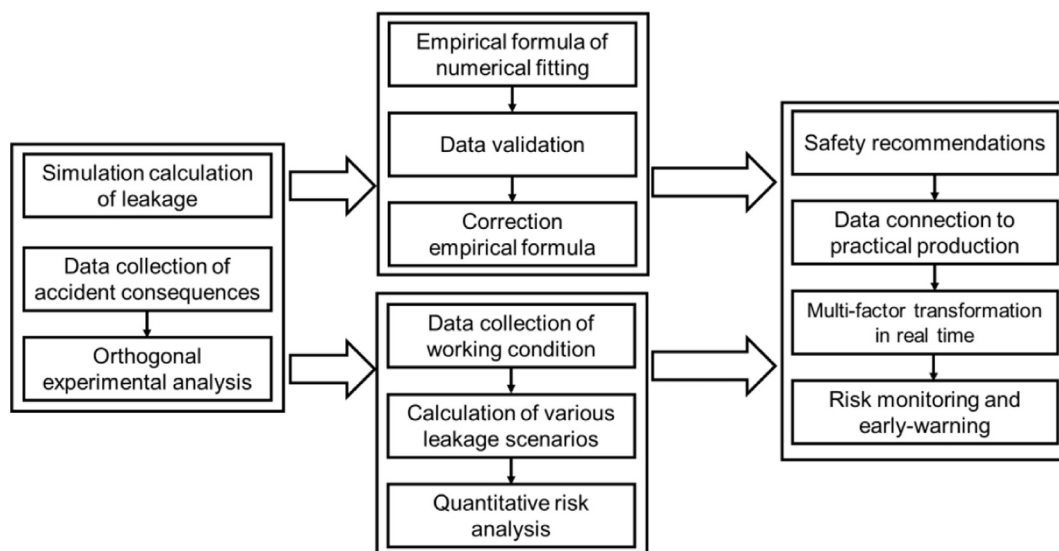 Simulation calculation
of leakage
Data collection of
accident consequences
Orthogonal
experimental analysis
Empirical formula of
numerical fitting
Data validation
Correction
empirical formula
Data collection of
working condition
Calculation of various
leakage scenarios
Quantitative risk
analysis
Safety recommendations
Data connection to
practical production
Multi-factor transformation
in real time
Risk monitoring and
early-warning